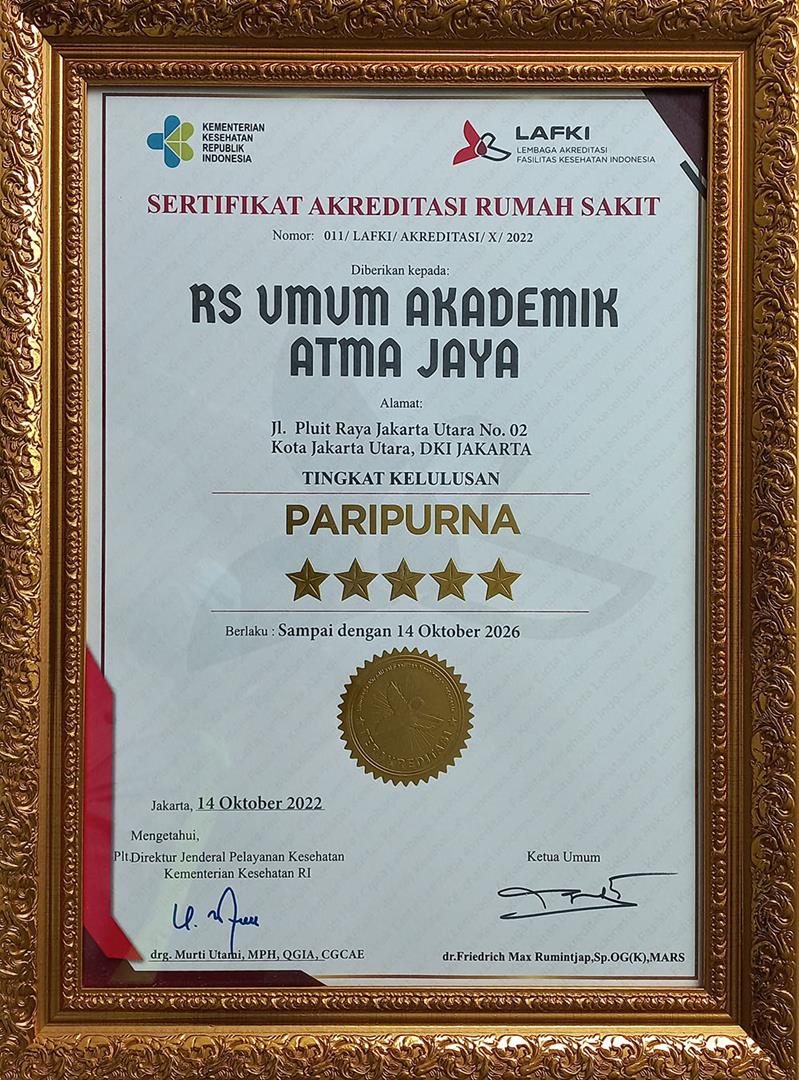 KEMENTERIAN
KESEHATAN
REPUBLIK
INDONESIA
LAFKI
LEMBAGA AKREDITASI
FASILITAS KESEHATAN INDONESIA
SERTIFIKAT AKREDITASI RUMAH SAKIT
Nomor: 011/ LAFKI/ AKREDITASI/ X/ 2022
Diberikan kepada:
RS UMUM AKADEMIK
ATMA JAYA
Alamat:
Jl. Pluit Raya Jakarta Utara No. 02
Kota Jakarta Utara, DKI JAKARTA
TINGKAT KELULUSAN
PARIPURNA
Berlaku : Sampai dengan 14 Oktober 2026
TERAKREDITASI
Jakarta, 14 Oktober 2022
Mengetahui,
Plt.Direktur Jenderal Pelayanan Kesehatan
Kementerian Kesehatan RI
drg. Murti Utami, MPH, QGIA, CGCAE
Ketua Umum
dr.Friedrich Max Rumintjap,Sp.OG(K),MARS